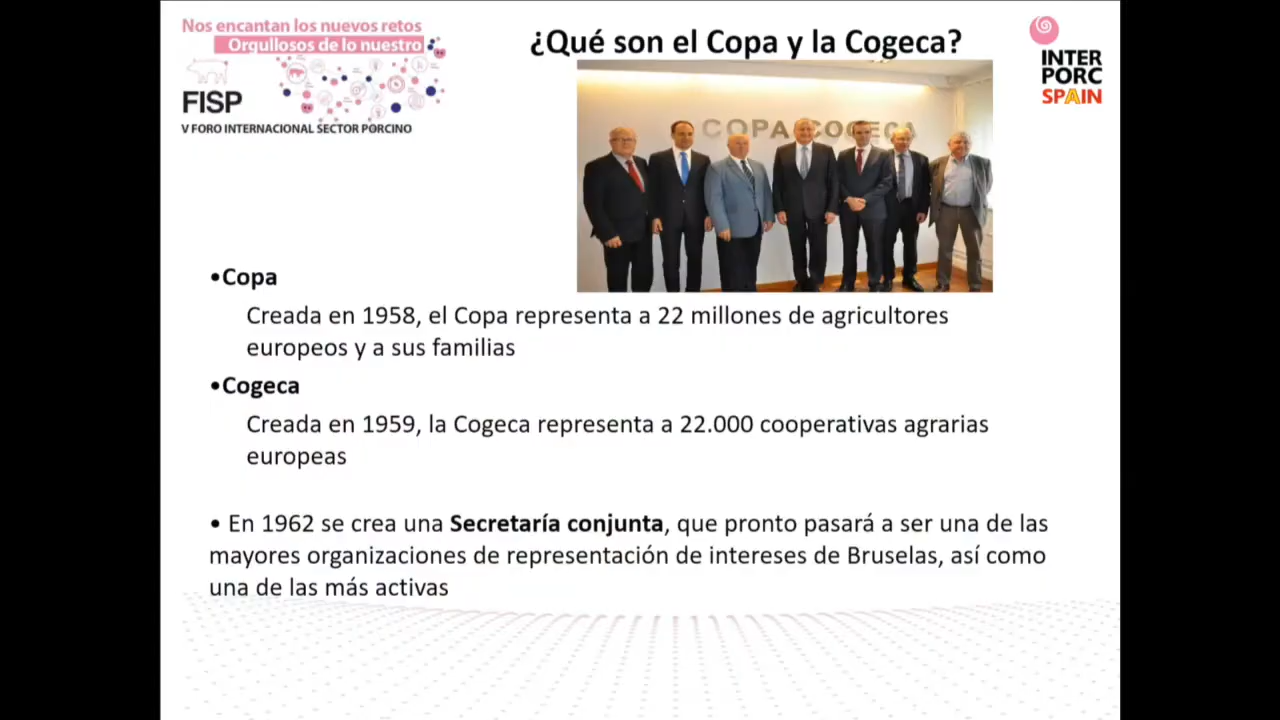 Nos encantan los nuevos retos
Orgullosos de lo nuestro
FISP
V FORO INTERNACIONAL SECTOR PORCINO
¿Qué son el Copa y la Cogeca?
INTER
PORC
SPAIN
COPA COGECA
•Copa
Creada en 1958, el Copa representa a 22 millones de agricultores
europeos y a sus familias
•Cogeca
Creada en 1959, la Cogeca representa a 22.000 cooperativas agrarias
europeas
• En 1962 se crea una Secretaría conjunta, que pronto pasará a ser una de las
mayores organizaciones de representación de intereses de Bruselas, así como
una de las más activas